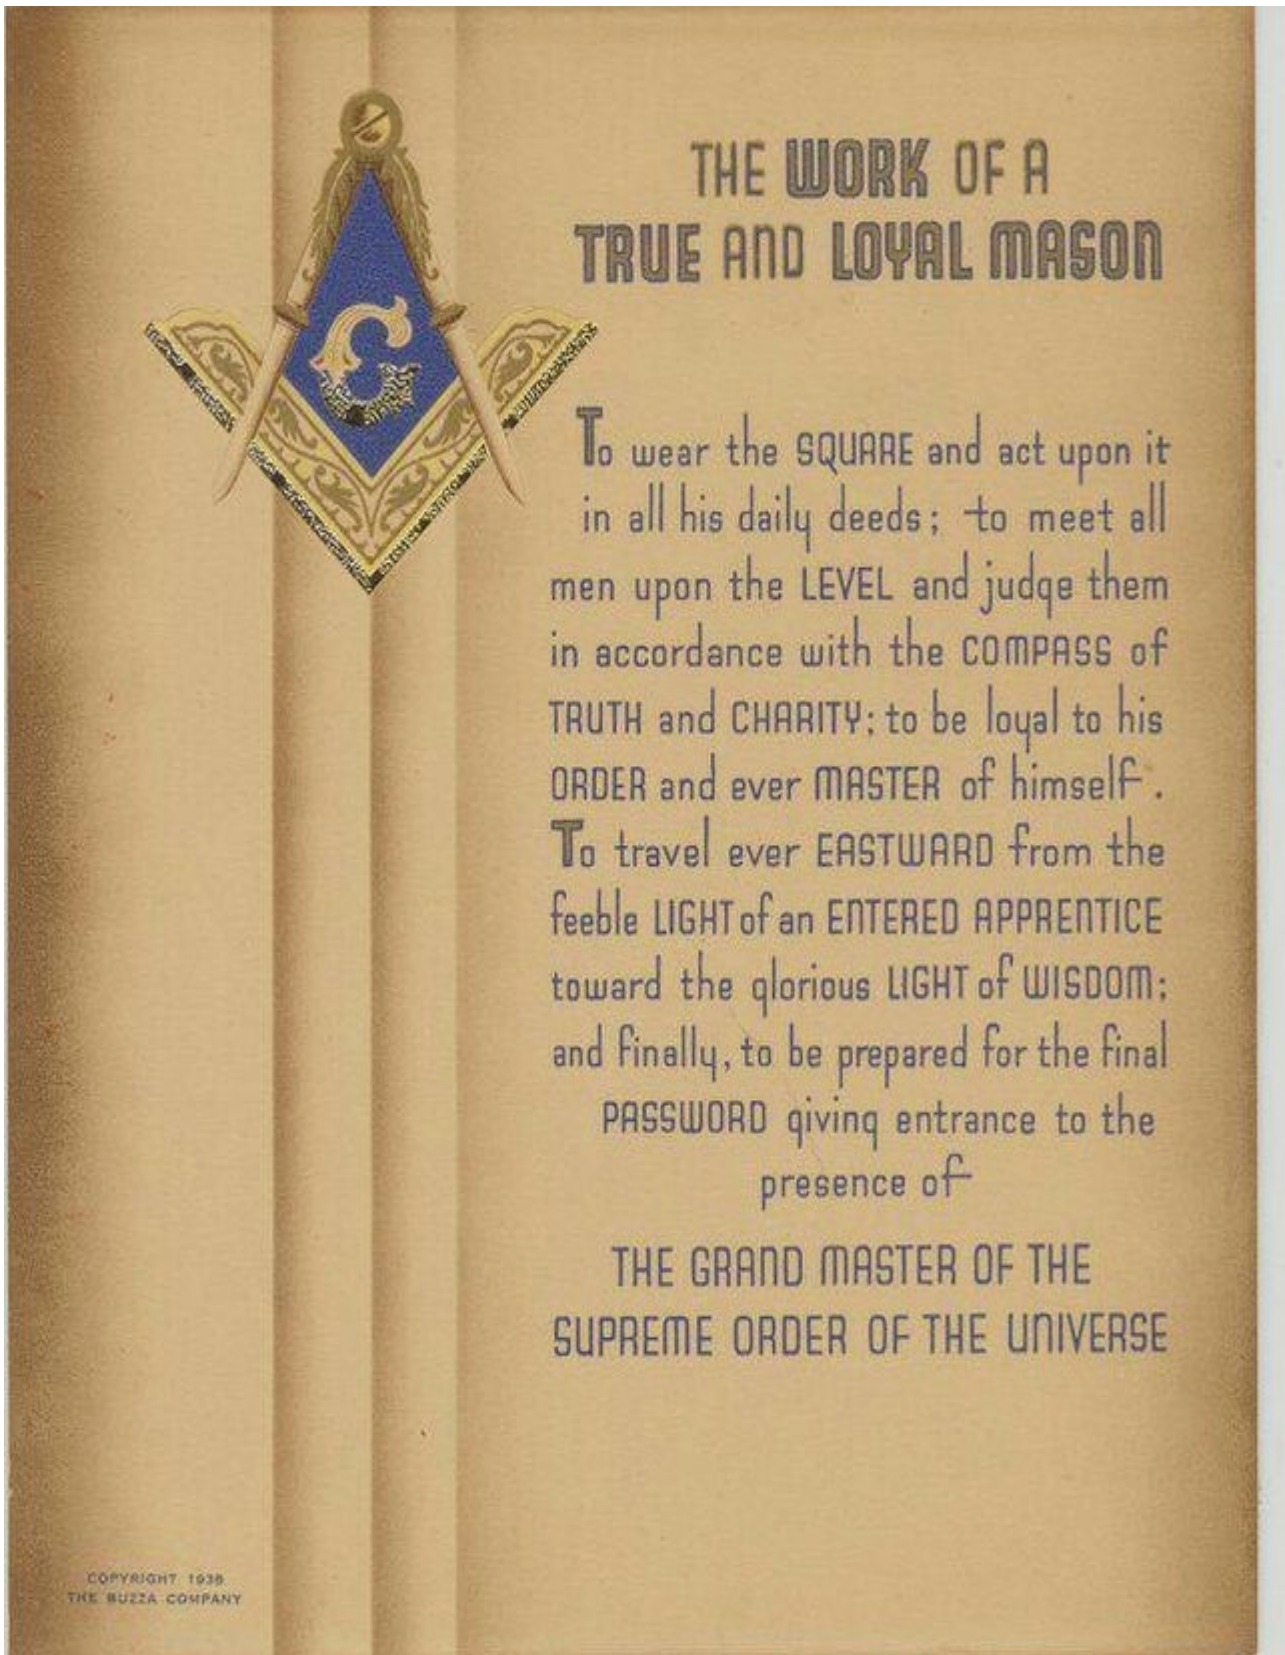 G
THE WORK OF A
TRUE AND LOYAL MASON
To wear the SQUARE and act upon it
in all his daily deeds; to meet all
men upon the LEVEL and judge them
in accordance with the COMPASS of
TRUTH and CHARITY; to be loyal to his
ORDER and ever MASTER of himself.
To travel ever EASTWARD from the
feeble LIGHT of an ENTERED APPRENTICE
toward the glorious LIGHT of WISDOM;
and finally, to be prepared for the final
PASSWORD giving entrance to the
presence of
THE GRAND MASTER OF THE
SUPREME ORDER OF THE UNIVERSE
COPYRIGHT
THE BUZZA COMPANY